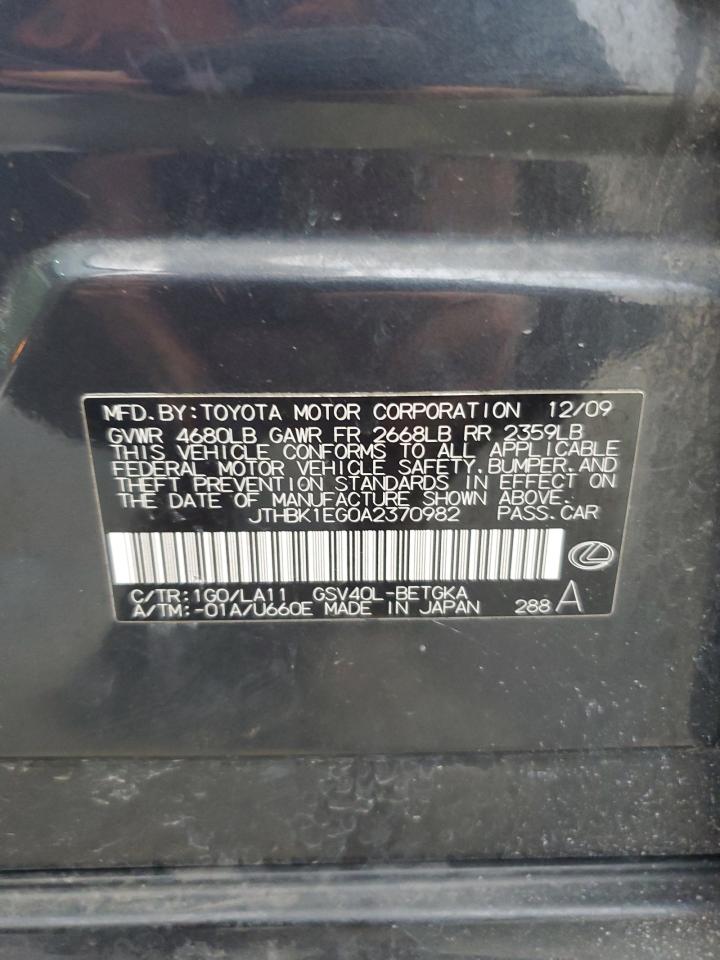 MFD. BY: TOYOTA MOTOR CORPORATION 12/09
GVWR 4680LB GAWR FR 2668LB RR 2359LB
THIS VEHICLE CONFORMS TO ALL APPLICABLE
FEDERAL MOTOR VEHICLE SAFETY, BUMPER, AND
THEFT PREVENTION STANDARDS IN EFFECT ON
THE DATE OF MANUFACTURE SHOWN ABOVE.
JTHBK1EG0A2370982 PASS. CAR
C/TR: 1G0/LA11 GSV40L-BETGKA
A/TM: -01A/U660E MADE IN JAPAN 288 A